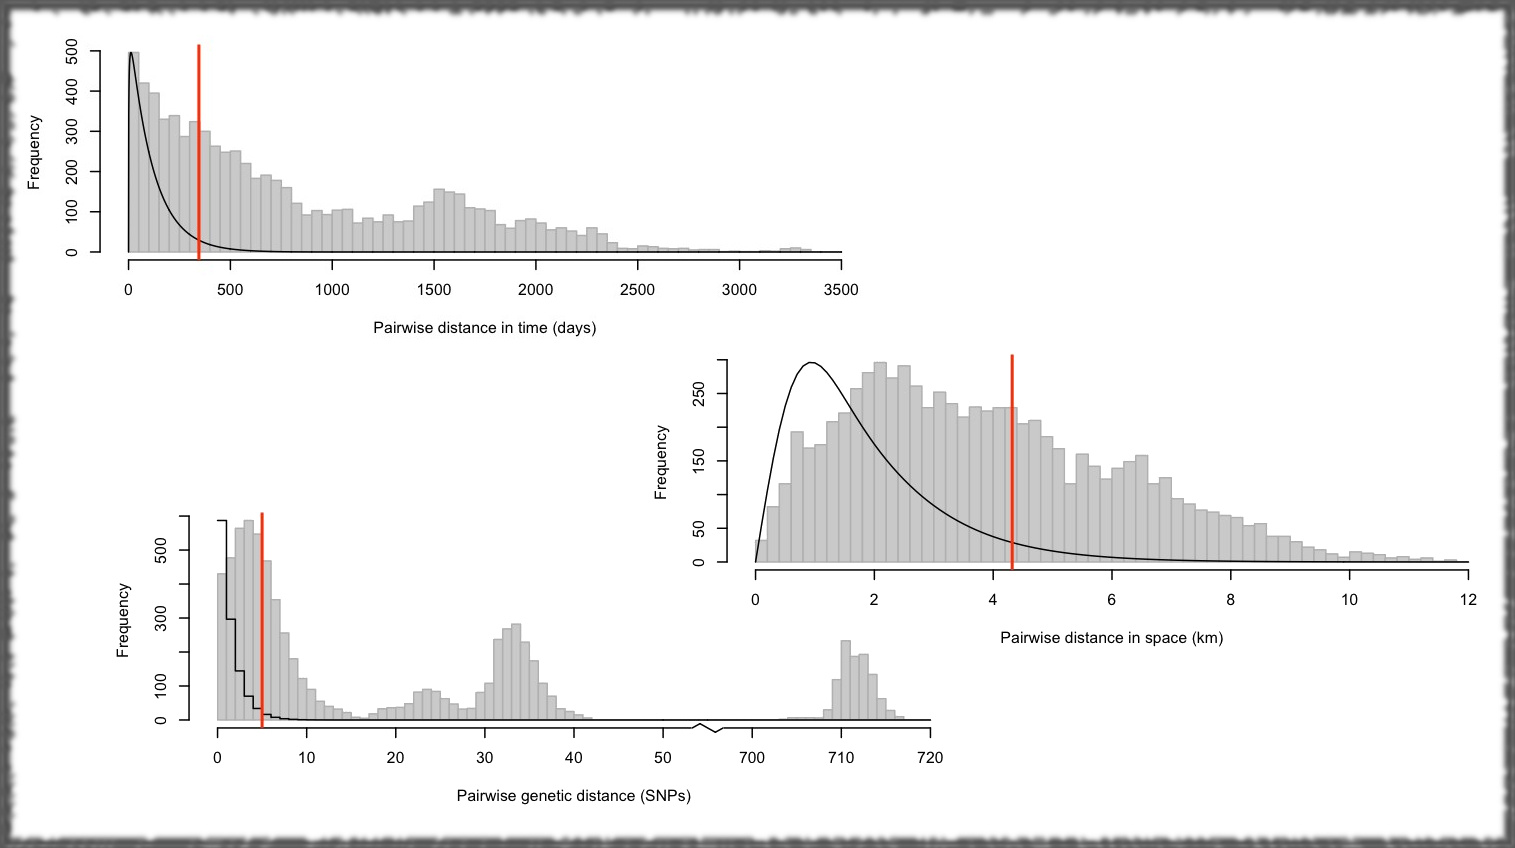 Frequency
0 100 200 300 400 500
0 500 1000 1500 2000 2500 3000 3500
Pairwise distance in time (days)
Frequency
0 50 150 250
0 2 4 6 8 10 12
Pairwise distance in space (km)
Frequency
0 100 300 500
0 10 20 30 40 50 700 710 720
Pairwise genetic distance (SNPs)